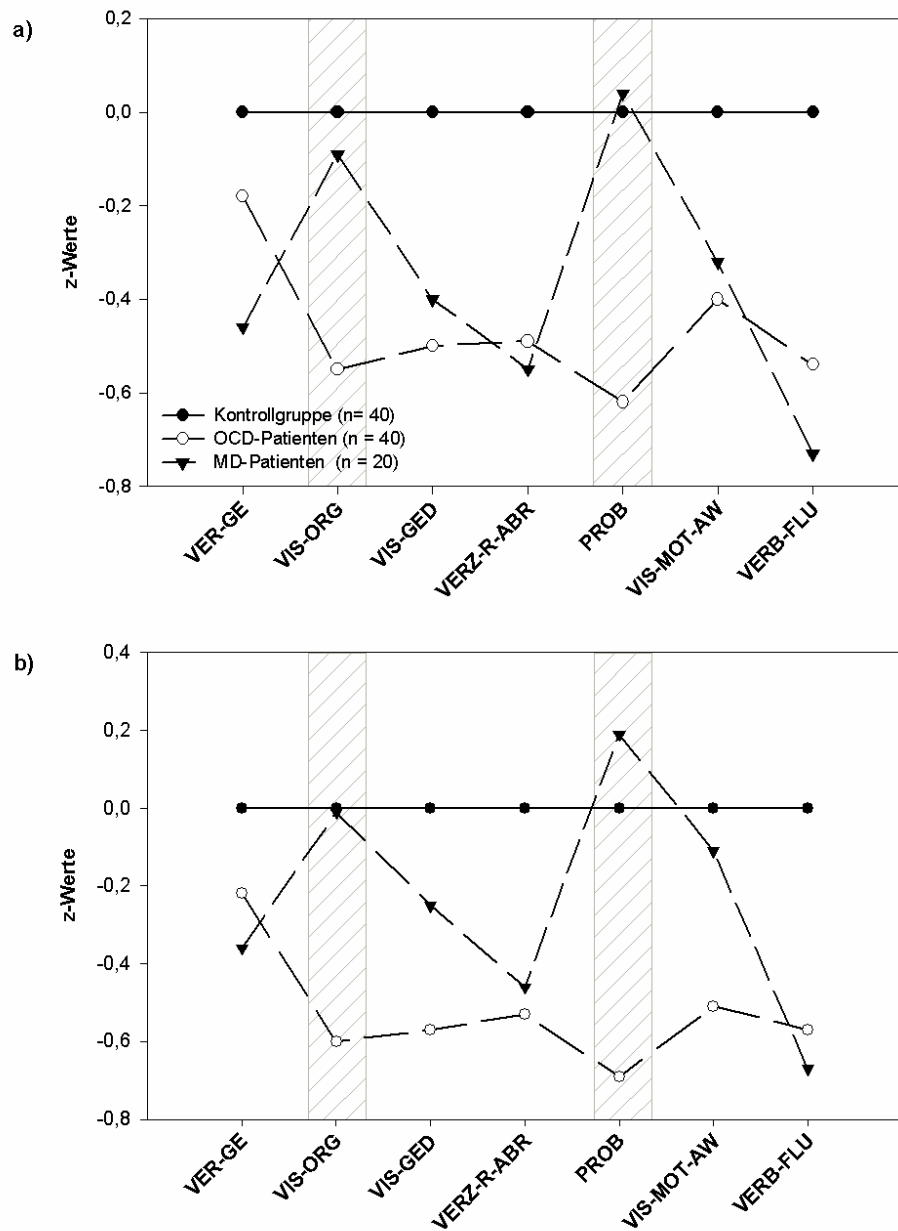 a)
0,2
0,0
-0,2
-0,4
-0,6
-0,8
z-Werte
Kontrollgruppe (n= 40)
OCD-Patienten (n = 40)
MD-Patienten (n = 20)
VER-GE
VIS-ORG
VIS-GED
VERZ-R-ABR
PROB
VIS-MOT-AW
VERB-FLU
b)
0,4
0,2
0,0
-0,2
-0,4
-0,6
-0,8
z-Werte
VER-GE
VIS-ORG
VIS-GED
VERZ-R-ABR
PROB
VIS-MOT-AW
VERB-FLU